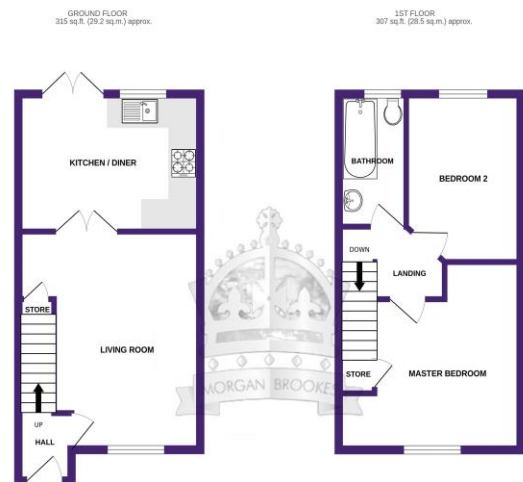 GROUND FLOOR
315 sq.ft. (29.2 sq.m.) approx.
KITCHEN / DINER
STORE
LIVING ROOM
UP
HALL
1ST FLOOR
307 sq.ft. (28.5 sq.m.) approx.
BATHROOM
BEDROOM 2
DOWN
LANDING
STORE
MASTER BEDROOM
MORGAN BROOKES